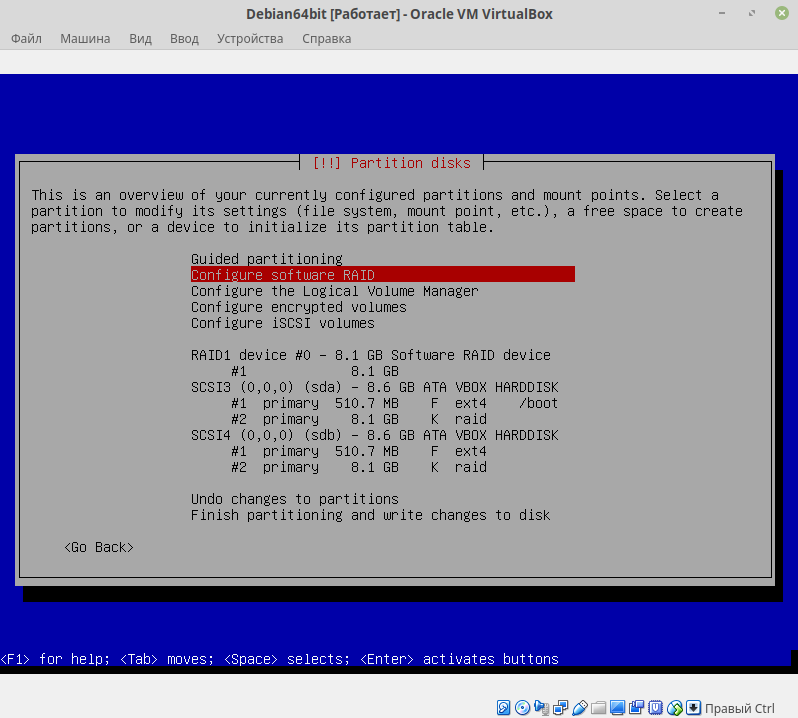 Debian64bit [Работает] - Oracle VM VirtualBox
Файл Машина Вид Ввод Устройства Справка
[!!] Partition disks
This is an overview of your currently configured partitions and mount points. Select a
partition to modify its settings (file system, mount point, etc.), a free space to create
partitions, or a device to initialize its partition table.
Guided partitioning
Configure software RAID
Configure the Logical Volume Manager
Configure encrypted volumes
Configure iSCSI volumes
RAID1 device #0 - 8.1 GB Software RAID device
#1 8.1 GB
SCSI3 (0,0,0) (sda) - 8.6 GB ATA VBOX HARDDISK
#1 primary 510.7 MB F ext4 /boot
#2 primary 8.1 GB K raid
SCSI4 (0,0,0) (sdb) - 8.6 GB ATA VBOX HARDDISK
#1 primary 510.7 MB F ext4
#2 primary 8.1 GB K raid
Undo changes to partitions
Finish partitioning and write changes to disk
<Go Back>
<F1> for help; <Tab> moves; <Space> selects; <Enter> activates buttons
Правый Ctrl